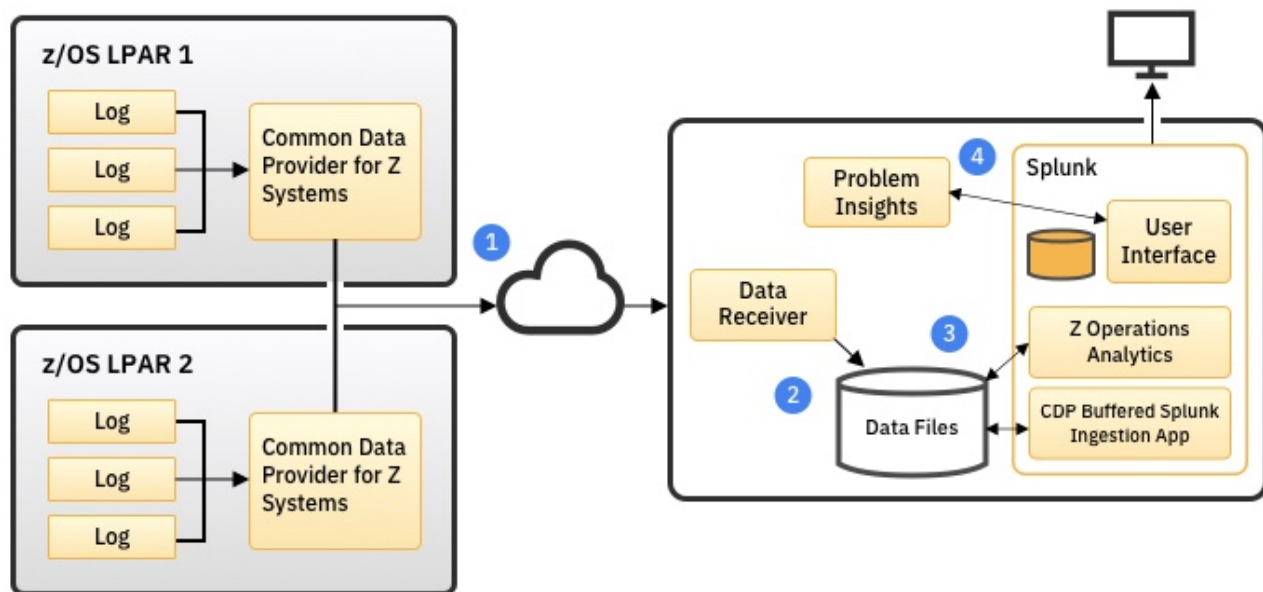 z/OS LPAR 1
Log
Log
Log
Common Data
Provider for Z
Systems
z/OS LPAR 2
Log
Log
Log
Common Data
Provider for Z
Systems
1
Data
Receiver
2
Data Files
3
Problem
Insights
4
Splunk
User
Interface
Z Operations
Analytics
CDP Buffered Splunk
Ingestion App